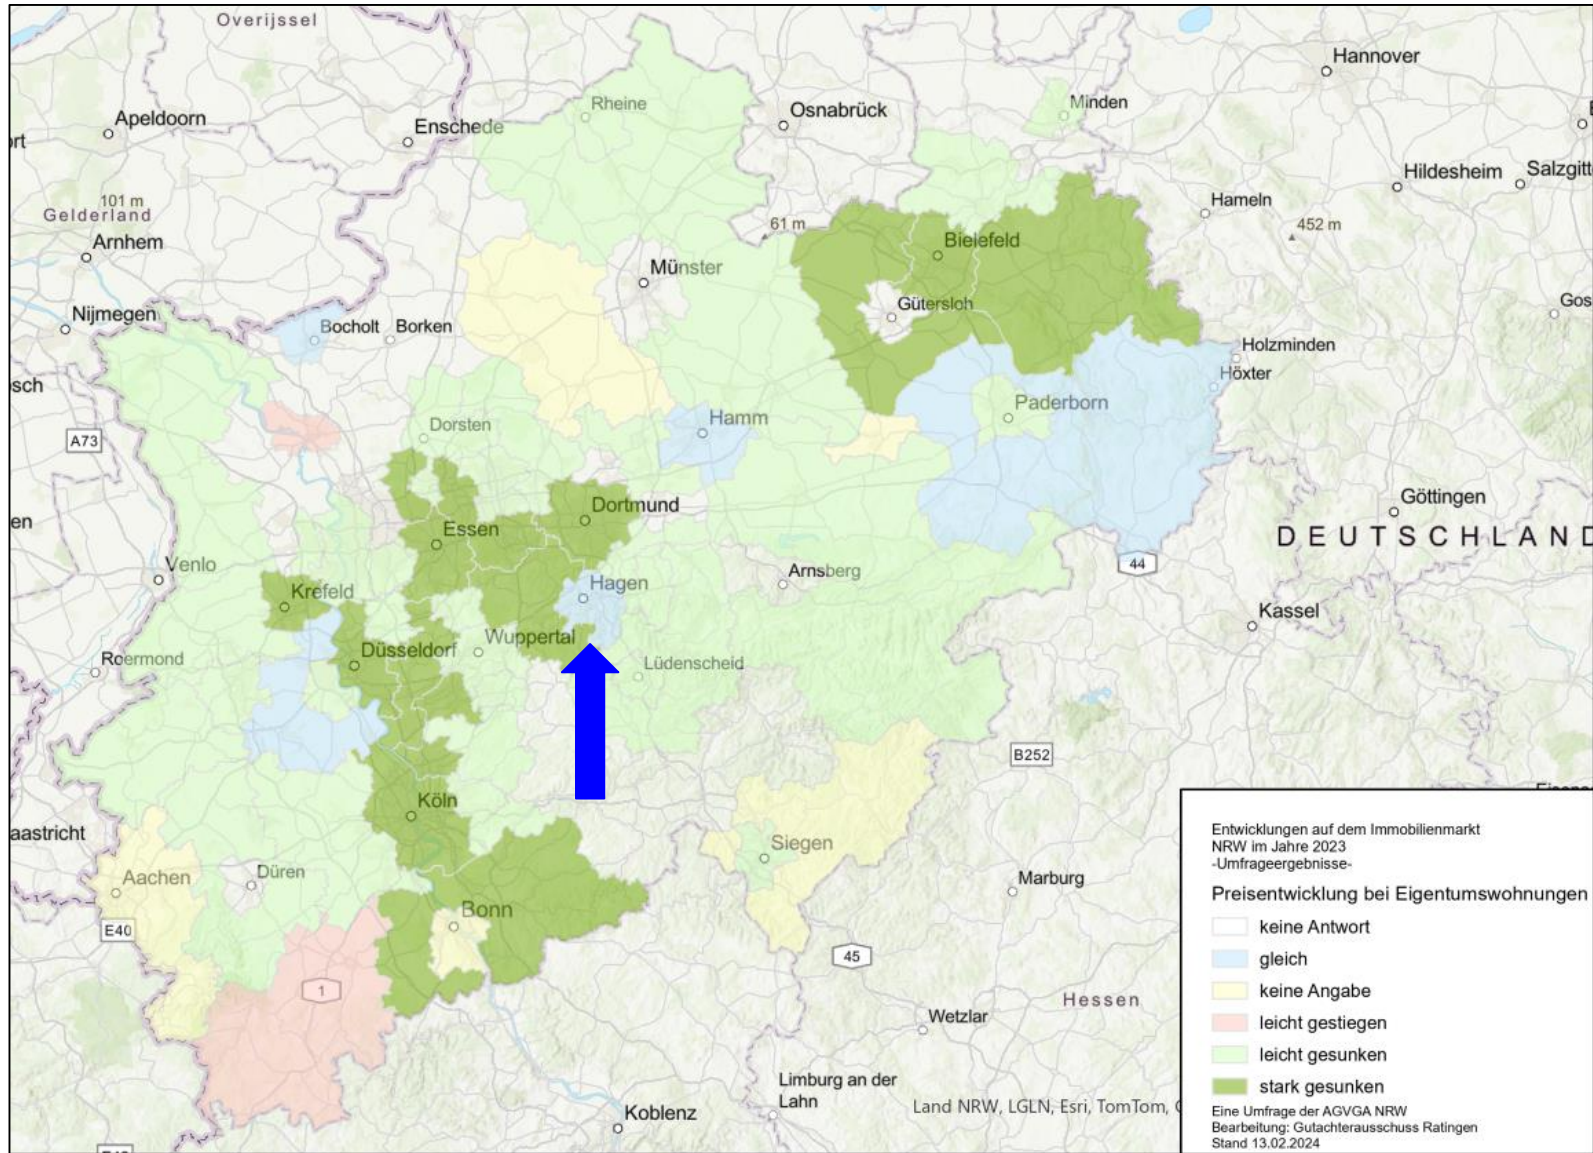 Overijssel
Hannover
Rheine
Minden
Osnabrück
Apeldoorn
Enschede
Hildesheim
Salzgitt
101 m
Gelderland
Hameln
61 m
452 m
Arnhem
Bielefeld
Münster
Gütersloh
Gos
Nijmegen
Bocholt
Borken
Holzminden
Höxter
sch
Paderborn
Hamm
Dorsten
A73
Göttingen
Dortmund
en
Essen
DEUTSCHLAND
Venlo
44
Arnsberg
Hagen
Krefeld
Kassel
Wuppertal
Düsseldorf
Roermond
Lüdenscheid
B252
Köln
aastricht
Siegen
Düren
Aachen
Marburg
Bonn
E40
45
1
Hessen
Wetzlar
Limburg an der
Lahn
Koblenz
Land NRW, LGLN, Esri, TomTom,
Entwicklungen auf dem Immobilienmarkt
NRW im Jahre 2023
-Umfrageergebnisse-
Preisentwicklung bei Eigentumswohnungen
keine Antwort
gleich
keine Angabe
leicht gestiegen
leicht gesunken
stark gesunken
Eine Umfrage der AGVGA NRW
Bearbeitung: Gutachterausschuss Ratingen
Stand 13.02.2024